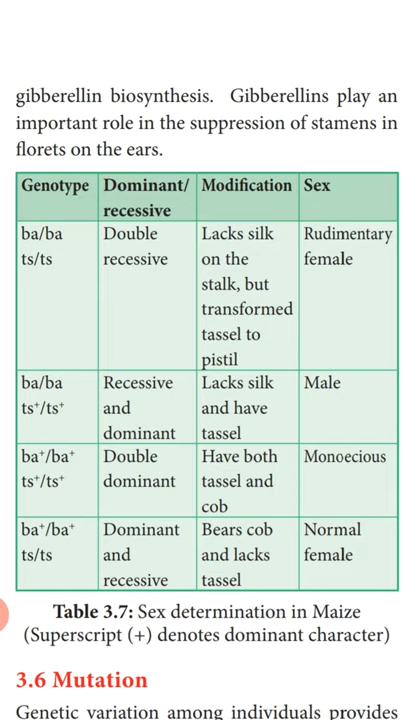 gibberellin biosynthesis. Gibberellins play an
important role in the suppression of stamens in
florets on the ears.
Genotype Dominant/ Modification Sex
recessive
ba/ba Double Lacks silk Rudimentary
ts/ts recessive on the female
stalk, but
transformed
tassel to
pistil
ba/ba Recessive Lacks silk Male
ts⁺/ts⁺ and and have
dominant tassel
ba⁺/ba⁺ Double Have both Monoecious
ts⁺/ts⁺ dominant tassel and
cob
ba⁺/ba⁺ Dominant Bears cob Normal
ts/ts and and lacks female
recessive tassel
Table 3.7: Sex determination in Maize
(Superscript (+) denotes dominant character)
3.6 Mutation
Genetic variation among individuals provides